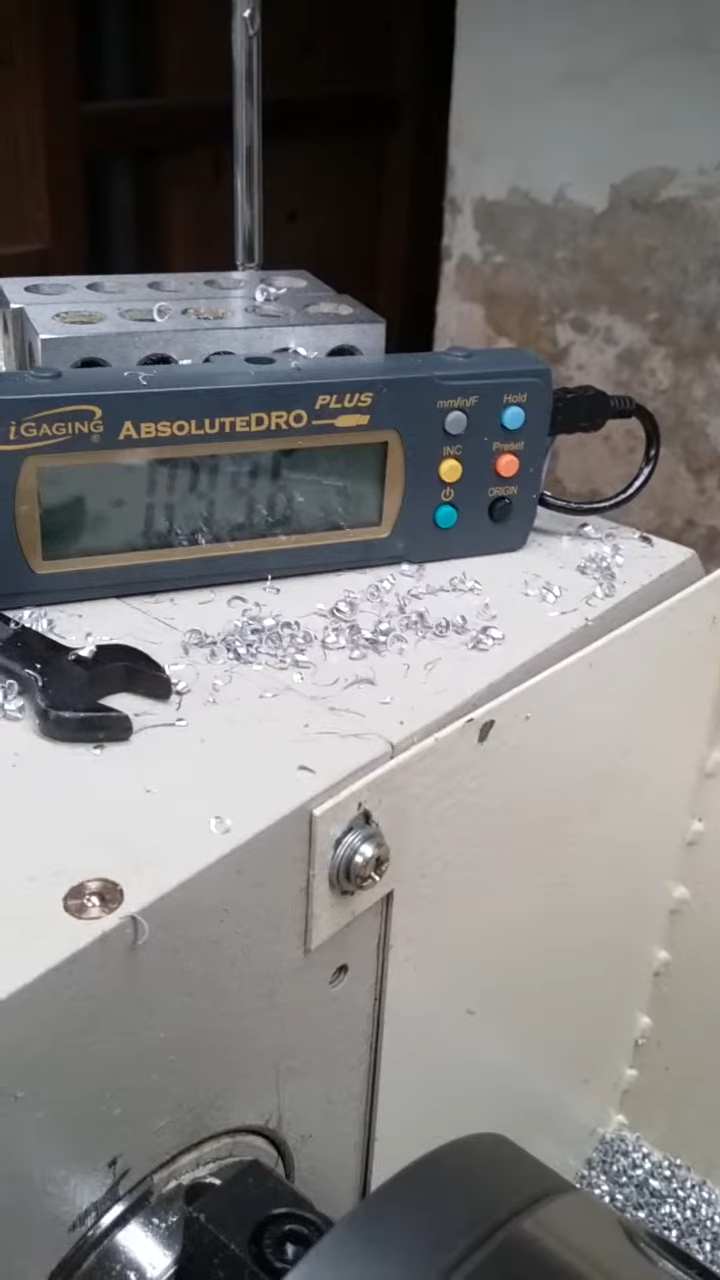 PLUS
iGAGING®
ABSOLUTEDRO
mm/in/F
Hold
INC
Preset
ORIGIN